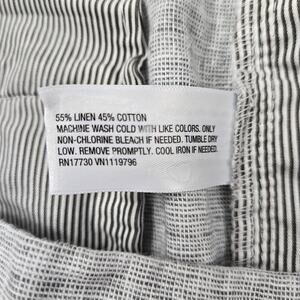 55% LINEN 45% COTTON
MACHINE WASH COLD WITH LIKE COLORS. ONLY
NON-CHLORINE BLEACH IF NEEDED. TUMBLE DRY
LOW. REMOVE PROMPTLY. COOL IRON IF NEEDED.
RN17730 VN1119796